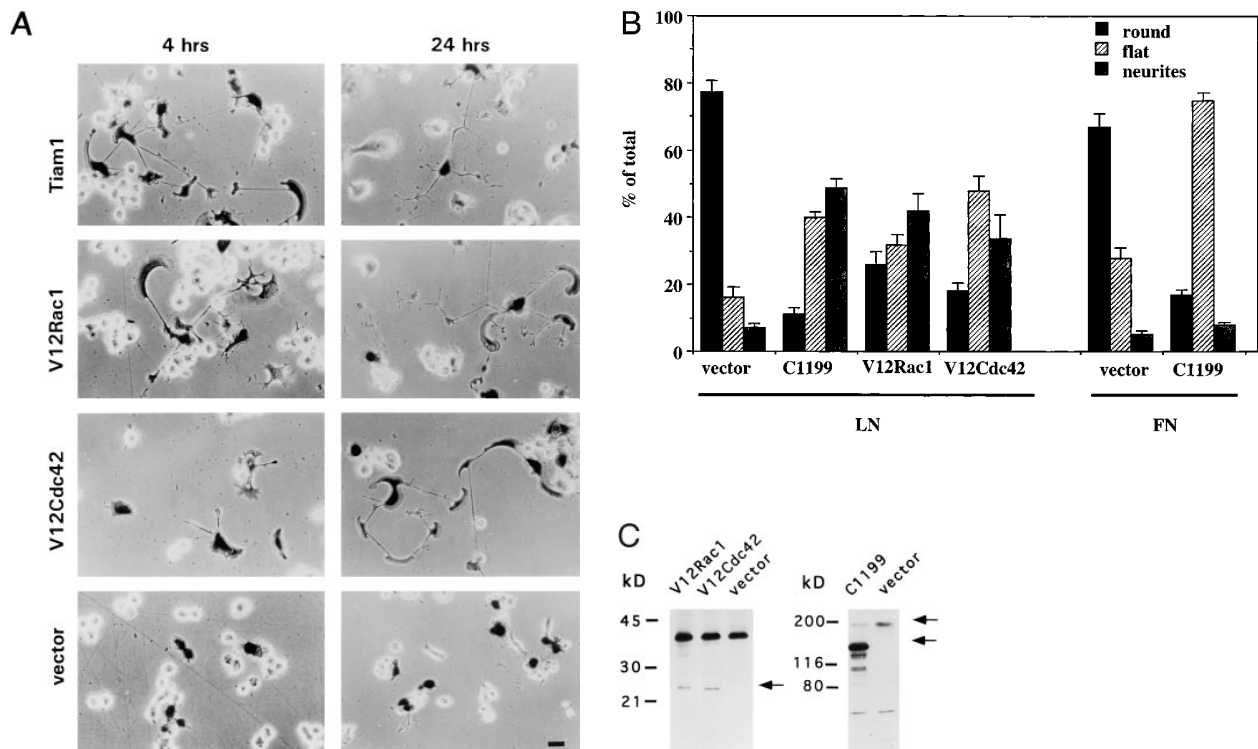 A
4 hrs
24 hrs
Tiam1
V12Rac1
V12Cdc42
vector
B
round
flat
neurites
% of total
100
80
60
40
20
0
vector
C1199
V12Rac1
V12Cdc42
vector
C1199
LN
FN
C
V12Rac1
V12Cdc42
vector
kD
45
30
21
C1199
vector
kD
200
116
80